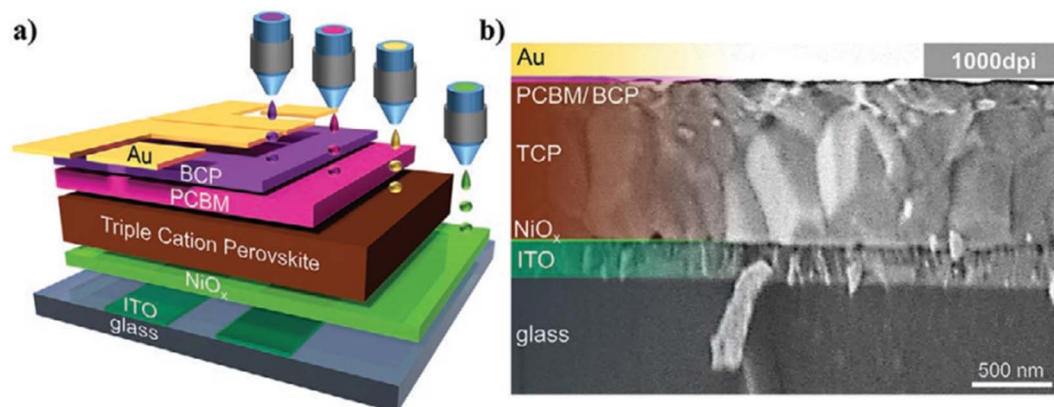 a)
Au
BCP
PCBM
Triple Cation Perovskite
NiOₓ
ITO
glass
b)
Au
1000dpi
PCBM/BCP
TCP
NiOₓ
ITO
glass
500 nm